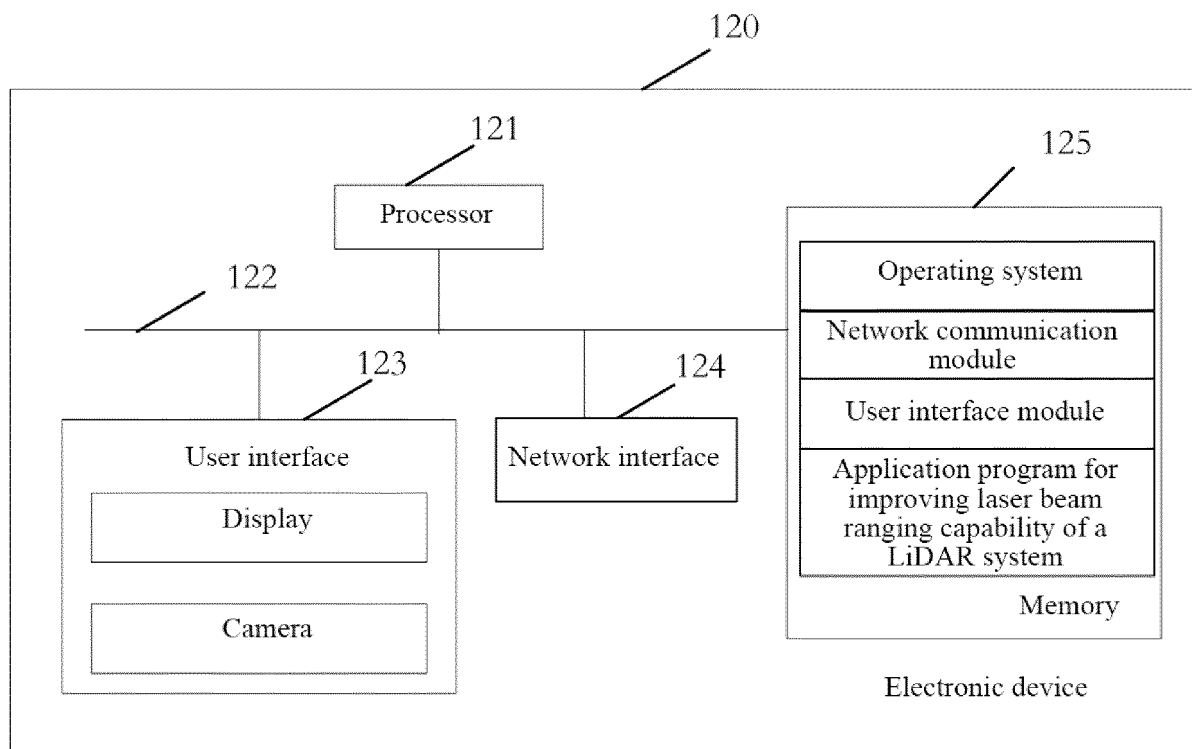 120
121
Processor
125
Operating system
Network communication
module
User interface module
Application program for
improving laser beam
ranging capability of a
LiDAR system
Memory
122
123
User interface
Display
Camera
124
Network interface
Electronic device